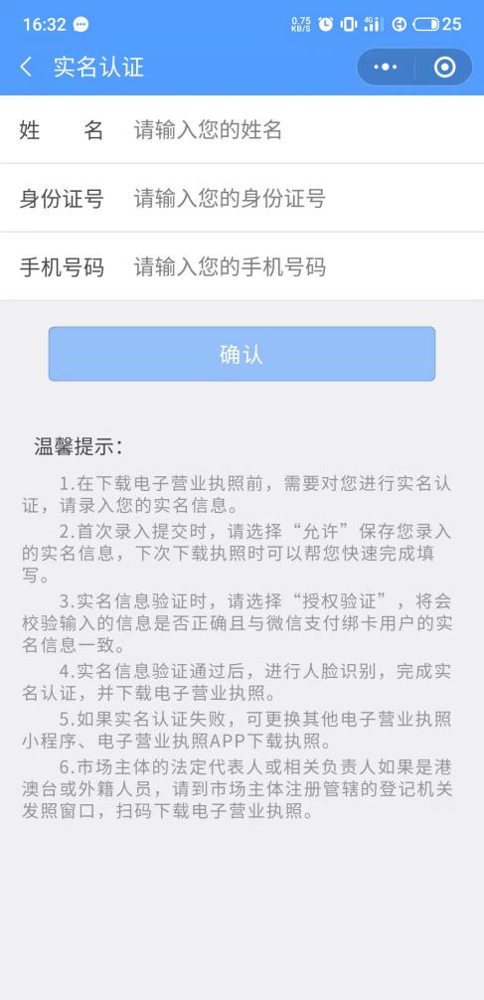 16:32
0.75
KB/S
4G
25
实名认证
姓 名 请输入您的姓名
身份证号 请输入您的身份证号
手机号码 请输入您的手机号码
确认
温馨提示：
1.在下载电子营业执照前，需要对您进行实名认
证，请录入您的实名信息。
2.首次录入提交时，请选择“允许”保存您录入
的实名信息，下次下载执照时可以帮您快速完成填
写。
3.实名信息验证时，请选择“授权验证”，将会
校验输入的信息是否正确且与微信支付绑卡用户的实
名信息一致。
4.实名信息验证通过后，进行人脸识别，完成实
名认证，并下载电子营业执照。
5.如果实名认证失败，可更换其他电子营业执照
小程序、电子营业执照APP下载执照。
6.市场主体的法定代表人或相关负责人如果是港
澳台或外籍人员，请到市场主体注册管辖的登记机关
发照窗口，扫码下载电子营业执照。